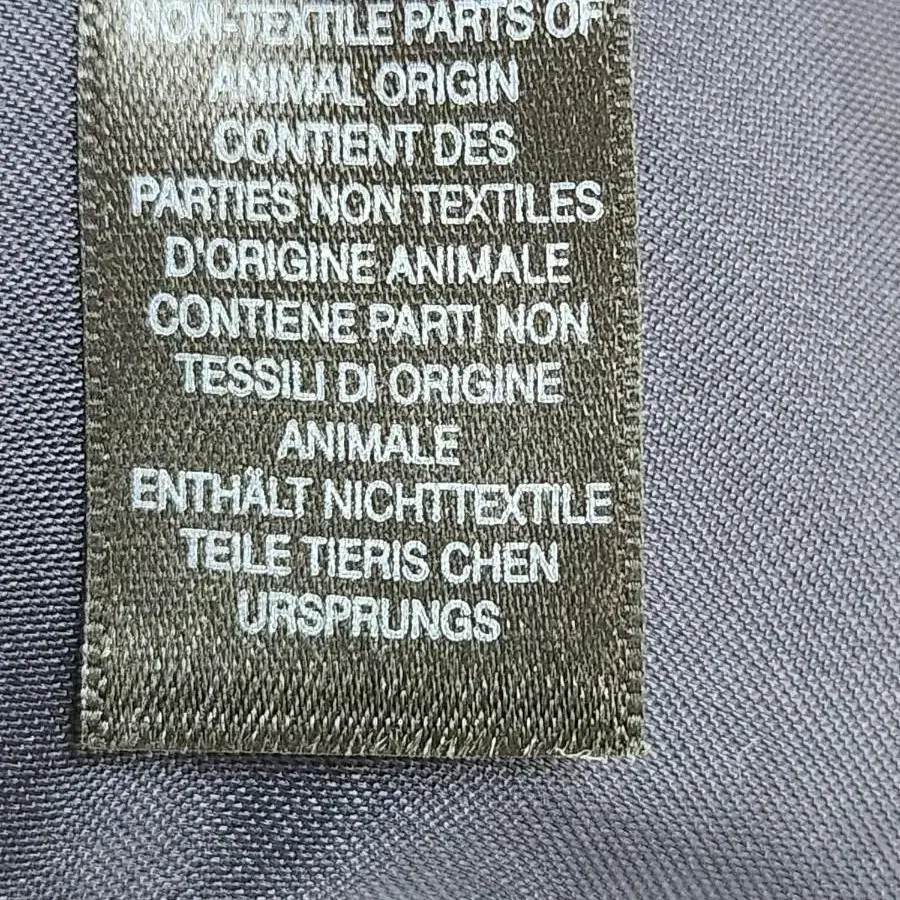 NON-TEXTILE PARTS OF
ANIMAL ORIGIN
CONTIENT DES
PARTIES NON TEXTILES
D'ORIGINE ANIMALE
CONTIENE PARTI NON
TESSILI DI ORIGINE
ANIMALE
ENTHÄLT NICHTTEXTILE
TEILE TIERIS CHEN
URSPRUNGS